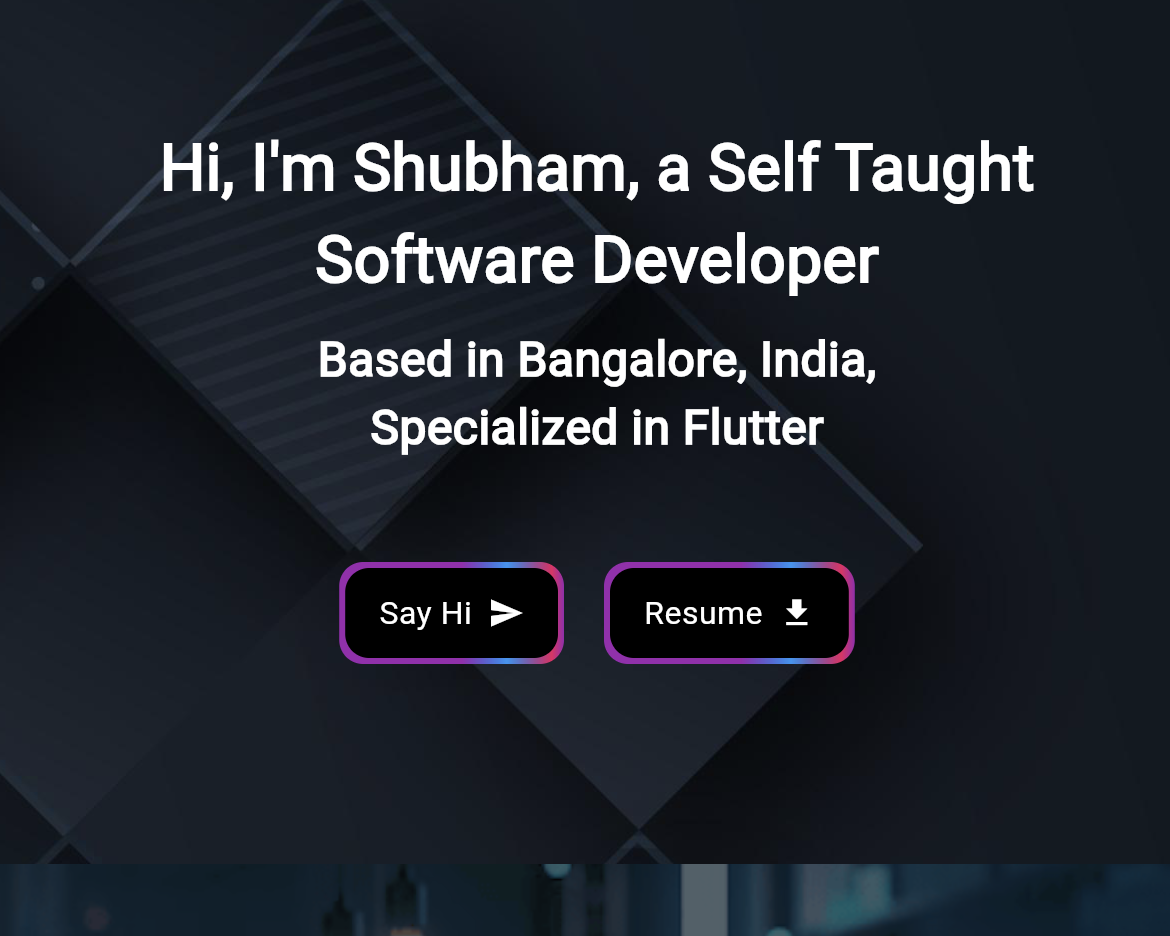 Hi, I'm Shubham, a Self Taught
Software Developer
Based in Bangalore, India,
Specialized in Flutter
Say Hi
Resume